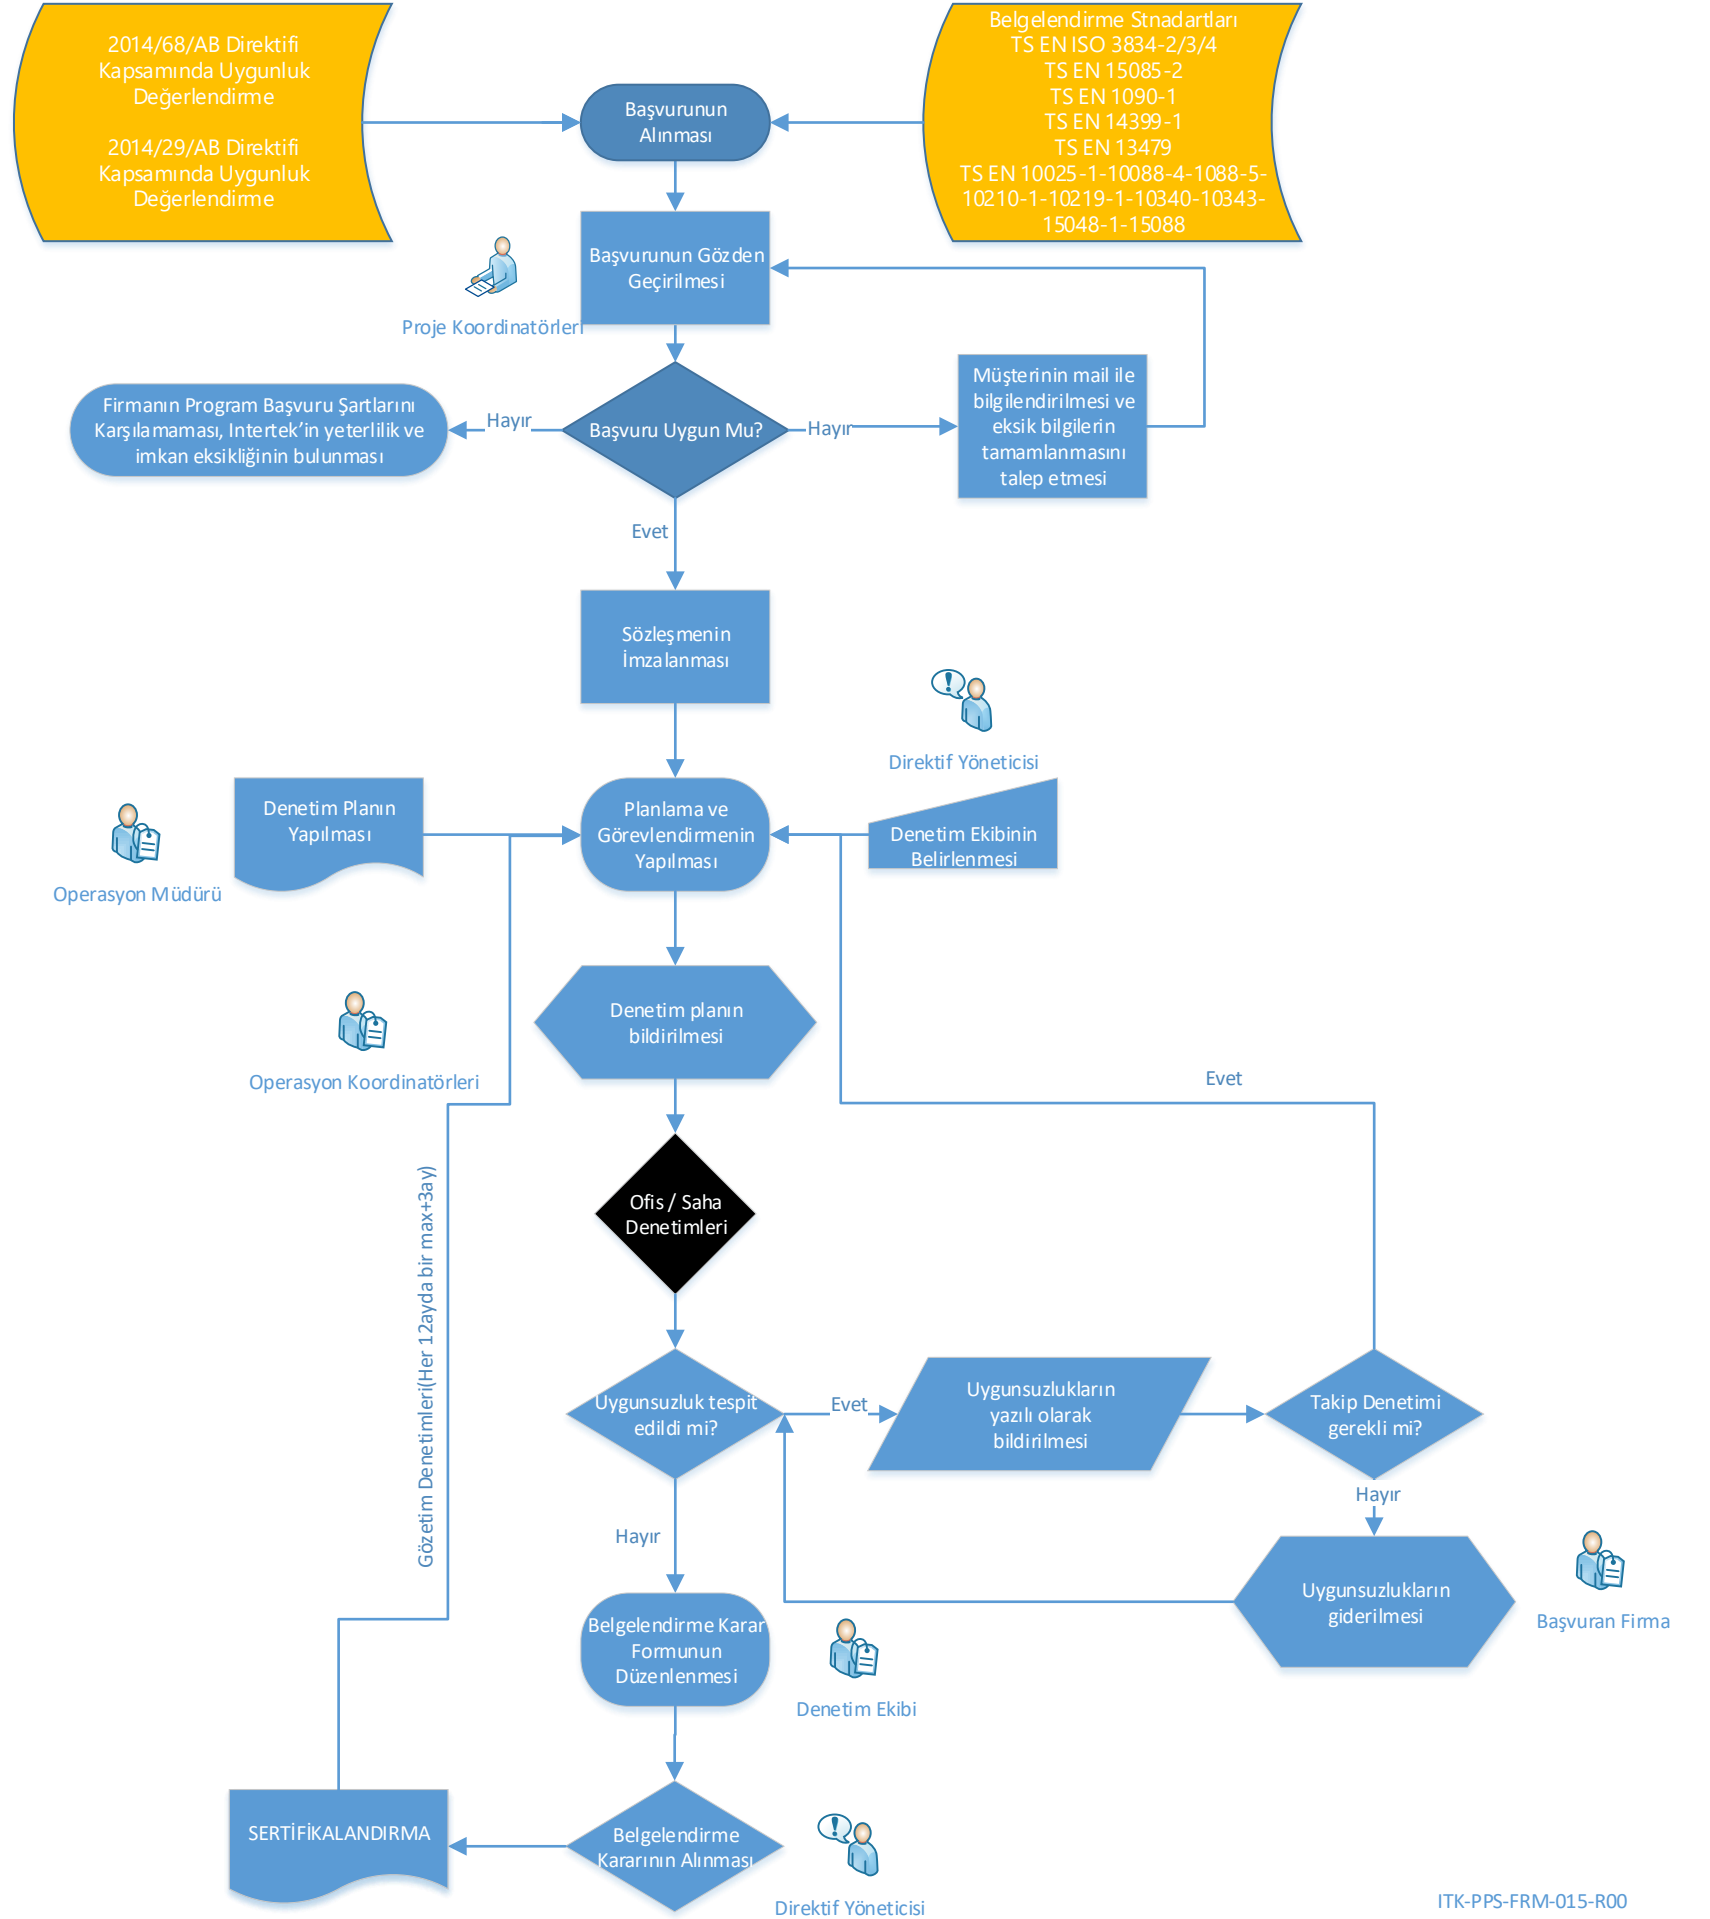 2014/68/AB Direktifi
Kapsamında Uygunluk
Değerlendirme
2014/29/AB Direktifi
Kapsamında Uygunluk
Değerlendirme
Başvurunun
Alınması
Belgelendirme Stnadartları
TS EN ISO 3834-2/3/4
TS EN 15085-2
TS EN 1090-1
TS EN 14399-1
TS EN 13479
TS EN 10025-1-10088-4-1088-5-
10210-1-10219-1-10340-10343-
15048-1-15088
Başvurunun Gözden
Geçirilmesi
Proje Koordinatörleri
Firmanın Program Başvuru Şartlarını
Karşılamaması, Intertek’in yeterlilik ve
imkan eksikliğinin bulunması
Hayır
Başvuru Uygun Mu?
Hayır
Müşterinin mail ile
bilgilendirilmesi ve
eksik bilgilerin
tamamlanmasını
talep etmesi
Evet
Sözleşmenin
İmzalanması
Direktif Yöneticisi
Operasyon Müdürü
Denetim Planın
Yapılması
Planlama ve
Görevlendirmenin
Yapılması
Denetim Ekibinin
Belirlenmesi
Denetim planın
bildirilmesi
Operasyon Koordinatörleri
Evet
Gözetim Denetimleri(Her 12ayda bir max+3ay)
Ofis / Saha
Denetimleri
Uygunsuzluk tespit
edildi mi?
Evet
Uygunsuzlukların
yazılı olarak
bildirilmesi
Takip Denetimi
gerekli mi?
Hayır
Hayır
Uygunsuzlukların
giderilmesi
Başvuran Firma
Belgelendirme Karar
Formunun
Düzenlenmesi
Denetim Ekibi
SERTİFİKALANDIRMA
Belgelendirme
Kararının Alınması
Direktif Yöneticisi
ITK-PPS-FRM-015-R00